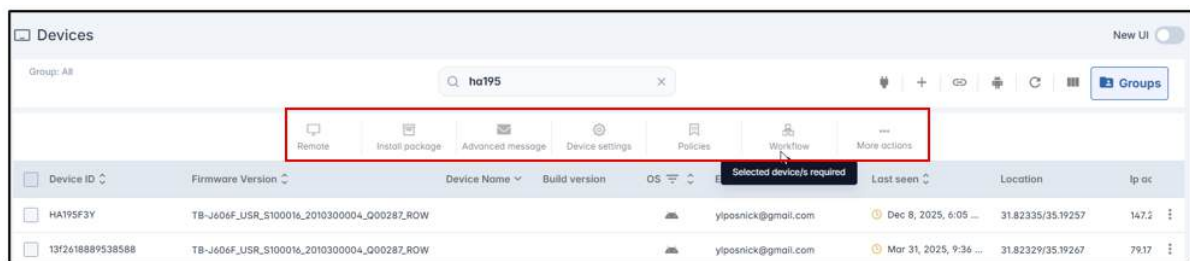 Devices
New UI
Group: All
ha195
Groups
Remote Install package Advanced message Device settings Policies Workflow More actions
Selected device/s required
Device ID Firmware Version Device Name Build version OS E Last seen Location Ip ac
HA195F3Y TB-J606F_USR_S100016_2010300004_Q00287_ROW ylposnick@gmail.com Dec 8, 2025, 6:05 ... 31.82335/35.19257 147.2
13f2618889538588 TB-J606F_USR_S100016_2010300004_Q00287_ROW ylposnick@gmail.com Mar 31, 2025, 9:36 ... 31.82329/35.19267 79.17